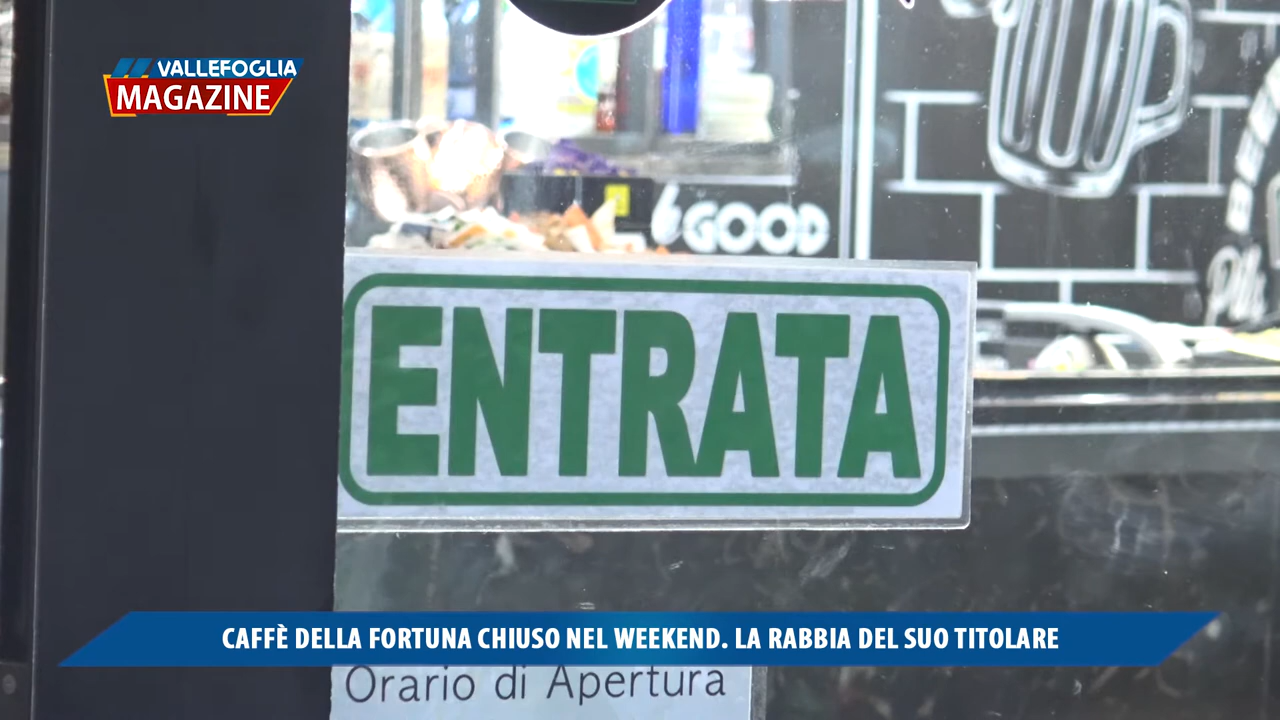 VALLEFOGLIA
MAGAZINE
GOOD
ENTRATA
CAFFÈ DELLA FORTUNA CHIUSO NEL WEEKEND. LA RABBIA DEL SUO TITOLARE
Orario di Apertura